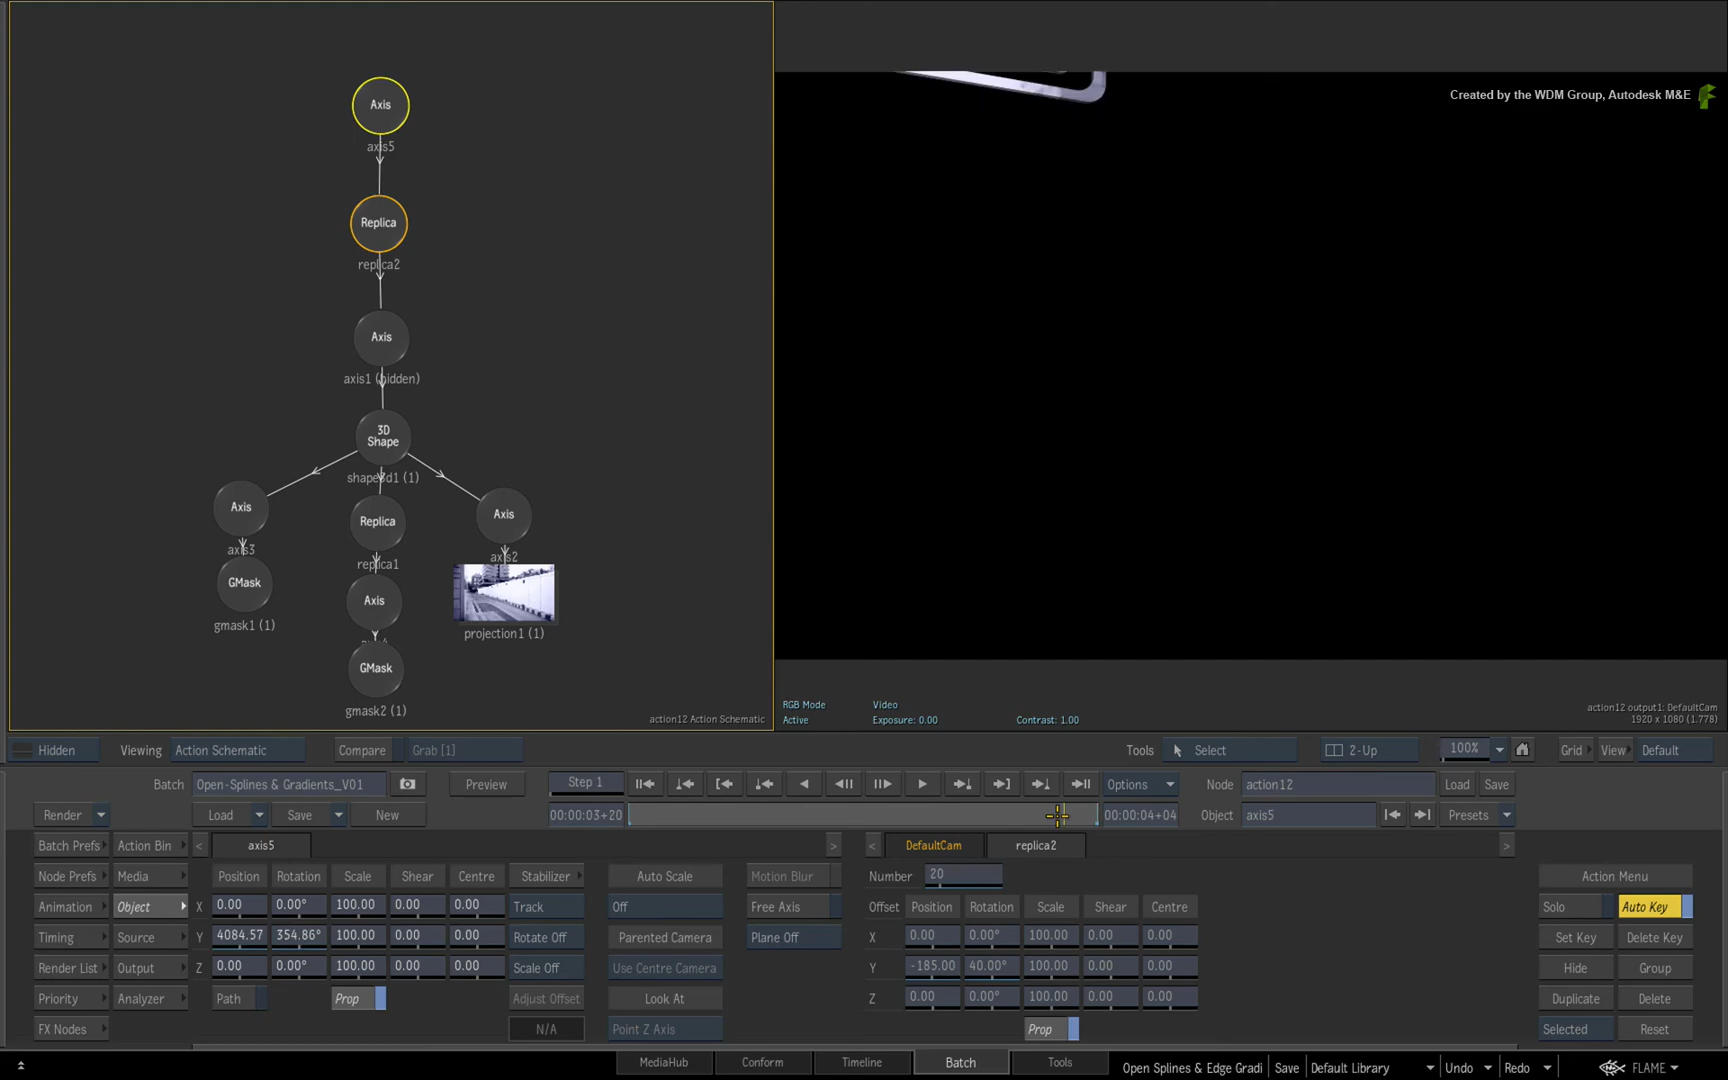 Axis
axis5
Replica
replica2
Axis
axis1 (hidden)
3D
Shape
shape3d1 (1)
Axis
axis3
GMask
gmask1 (1)
Replica
replica1
Axis
GMask
gmask2 (1)
Axis
axis2
projection1 (1)
action12 Action Schematic
Created by the WDM Group, Autodesk M&E
RGB Mode
Active
Video
Exposure: 0.00
Contrast: 1.00
action12 output1: DefaultCam
1920 x 1080 (1.778)
Hidden Viewing Action Schematic Compare Grab [1] Tools Select 2-Up 100% Grid View Default
Batch Open-Splines & Gradients_V01 Preview Step 1 Options Node action12 Load Save
Render Load Save New 00:00:03+20 00:00:04+04 Object axis5 Presets
Batch Prefs Action Bin < axis5 > < DefaultCam replica2 >
Node Prefs Media Position Rotation Scale Shear Centre Stabilizer Auto Scale Motion Blur Number 20 Action Menu
Animation Object X 0.00 0.00° 100.00 0.00 0.00 Track Off Free Axis Offset Position Rotation Scale Shear Centre Solo Auto Key
Timing Source Y 4084.57 354.86° 100.00 0.00 0.00 Rotate Off Parented Camera Plane Off X 0.00 0.00° 100.00 0.00 0.00 Set Key Delete Key
Render List Output Z 0.00 0.00° 100.00 0.00 0.00 Scale Off Use Centre Camera Y -185.00 40.00° 100.00 0.00 0.00 Hide Group
Priority Analyzer Path Prop Adjust Offset Look At Z 0.00 0.00° 100.00 0.00 0.00 Duplicate Delete
FX Nodes N/A Point Z Axis Prop Selected Reset
MediaHub Conform Timeline Batch Tools Open Splines & Edge Gradi Save Default Library Undo Redo FLAME